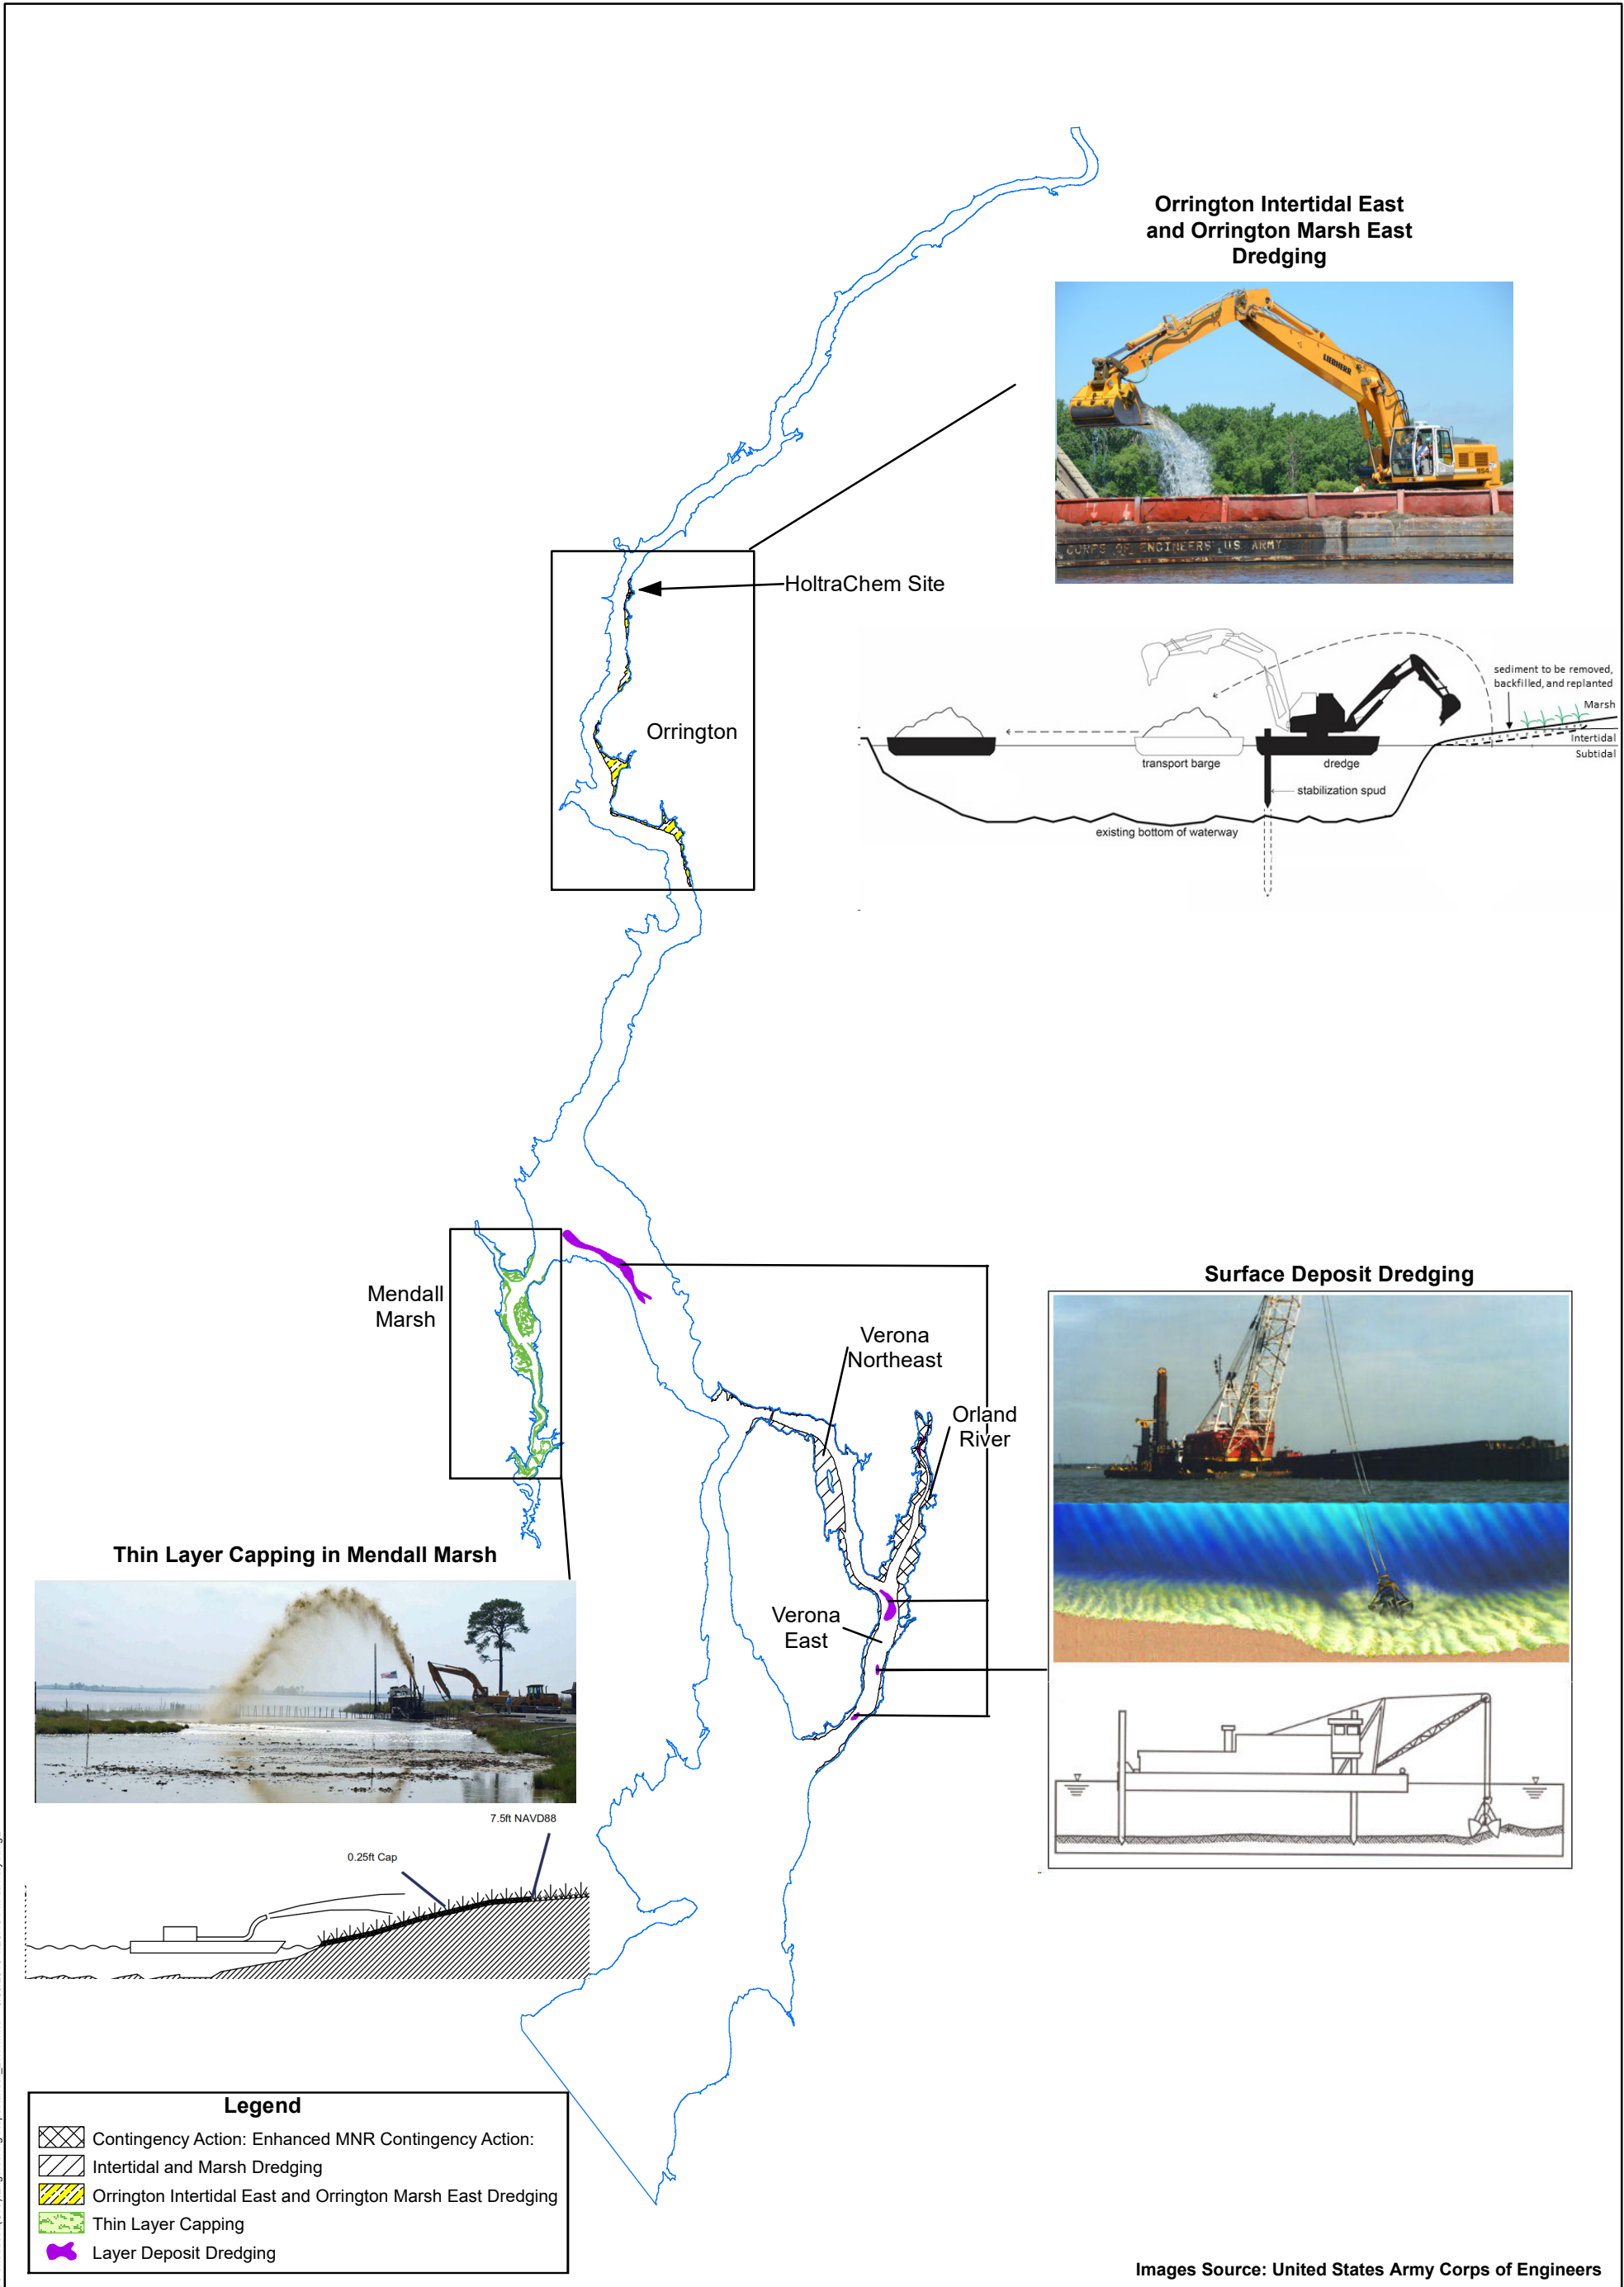 Orrington Intertidal East
and Orrington Marsh East
Dredging
LIEBHERR
954
CORPS OF ENGINEERS US ARMY
HoltraChem Site
Orrington
sediment to be removed,
backfilled, and replanted
Marsh
Intertidal
Subtidal
transport barge
dredge
stabilization spud
existing bottom of waterway
Mendall
Marsh
Surface Deposit Dredging
Verona
Northeast
Orland
River
Verona
East
Thin Layer Capping in Mendall Marsh
7.5ft NAVD88
0.25ft Cap
Legend
Contingency Action: Enhanced MNR Contingency Action:
Intertidal and Marsh Dredging
Orrington Intertidal East and Orrington Marsh East Dredging
Thin Layer Capping
Layer Deposit Dredging
Images Source: United States Army Corps of Engineers